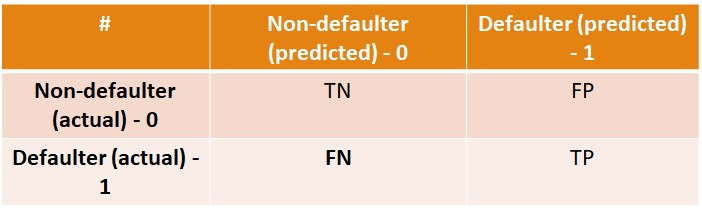 #
Non-defaulter
(predicted) - 0
Defaulter (predicted)
- 1
Non-defaulter
(actual) - 0
TN
FP
Defaulter (actual) -
1
FN
TP